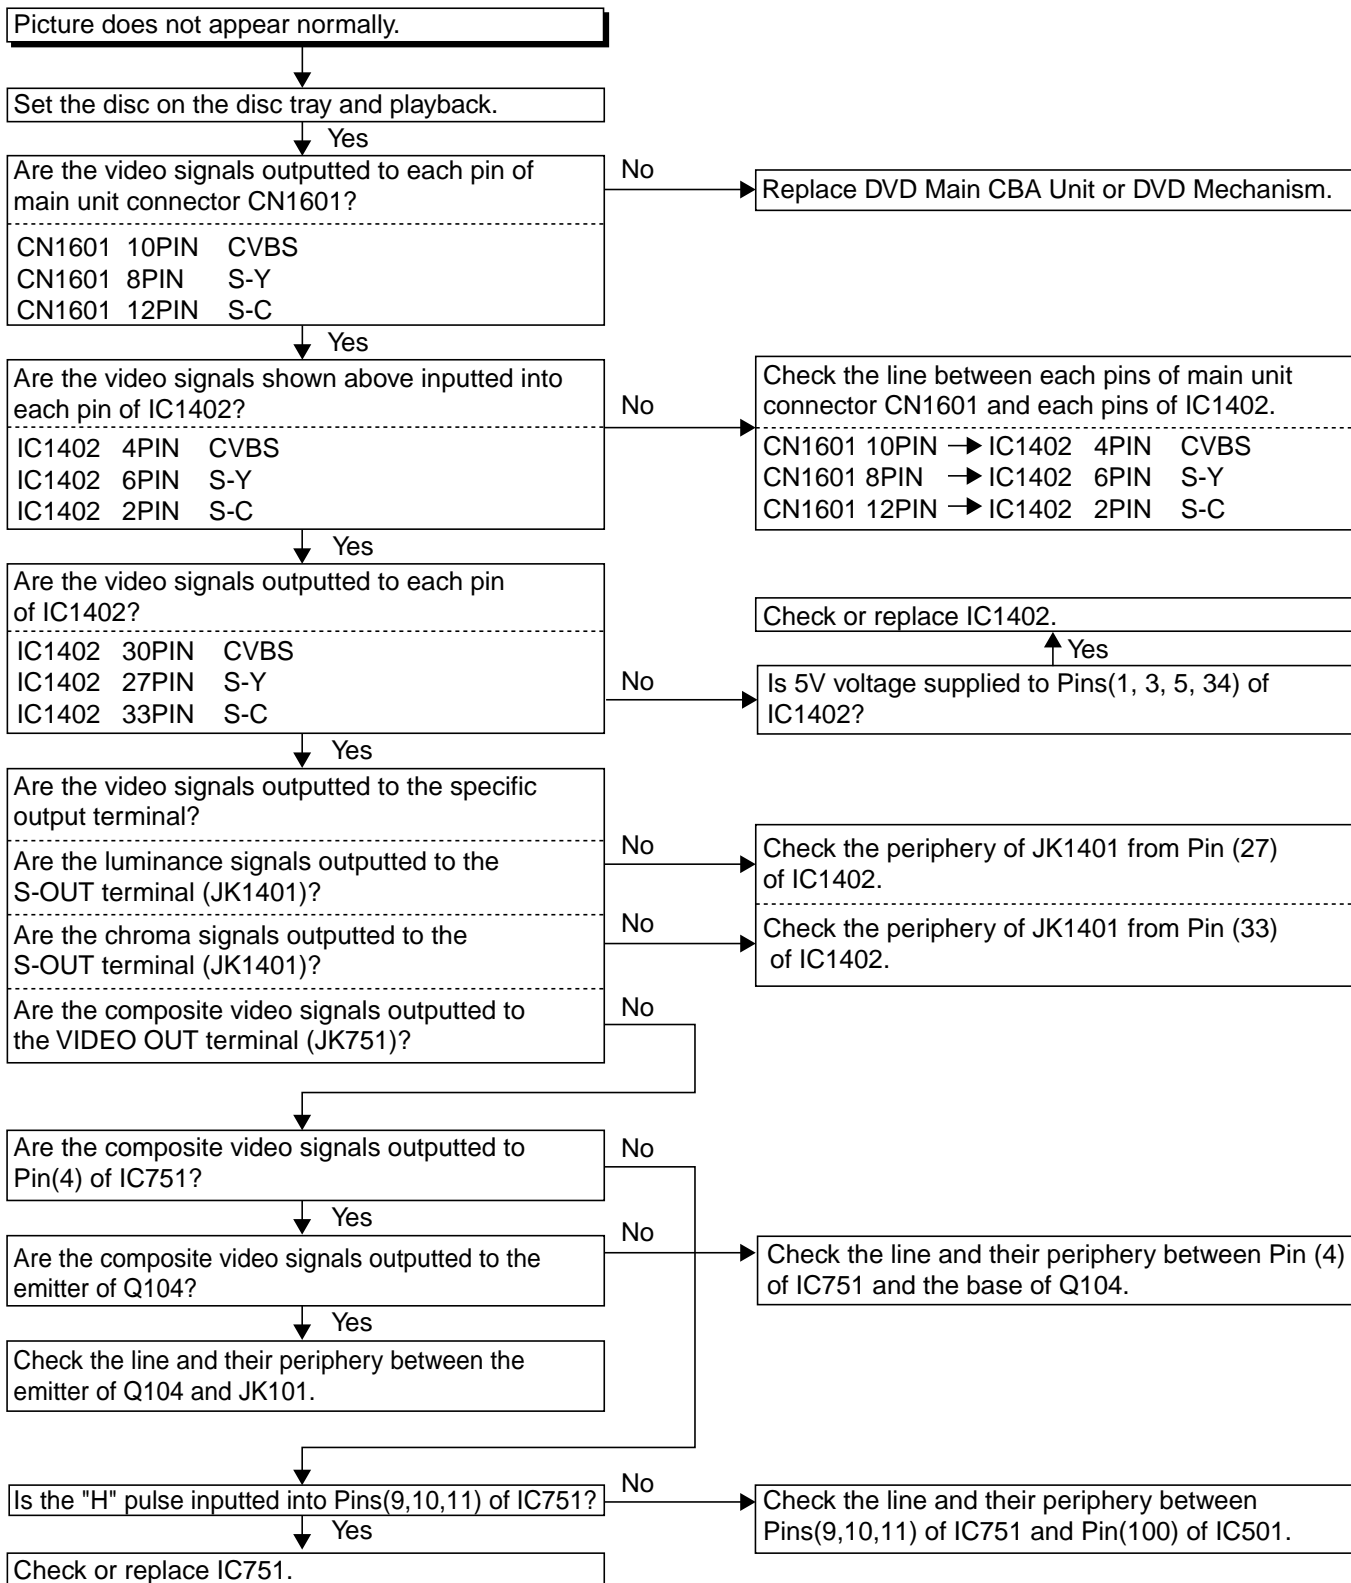 Picture does not appear normally.
Set the disc on the disc tray and playback.
Yes
Are the video signals outputted to each pin of
main unit connector CN1601?
CN1601 10PIN CVBS
CN1601 8PIN S-Y
CN1601 12PIN S-C
No
Replace DVD Main CBA Unit or DVD Mechanism.
Yes
Are the video signals shown above inputted into
each pin of IC1402?
IC1402 4PIN CVBS
IC1402 6PIN S-Y
IC1402 2PIN S-C
No
Check the line between each pins of main unit
connector CN1601 and each pins of IC1402.
CN1601 10PIN → IC1402 4PIN CVBS
CN1601 8PIN → IC1402 6PIN S-Y
CN1601 12PIN → IC1402 2PIN S-C
Yes
Are the video signals outputted to each pin
of IC1402?
IC1402 30PIN CVBS
IC1402 27PIN S-Y
IC1402 33PIN S-C
No
Check or replace IC1402.
Yes
Is 5V voltage supplied to Pins(1, 3, 5, 34) of
IC1402?
Yes
Are the video signals outputted to the specific
output terminal?
Are the luminance signals outputted to the
S-OUT terminal (JK1401)?
No
Check the periphery of JK1401 from Pin (27)
of IC1402.
Are the chroma signals outputted to the
S-OUT terminal (JK1401)?
No
Check the periphery of JK1401 from Pin (33)
of IC1402.
Are the composite video signals outputted to
the VIDEO OUT terminal (JK751)?
No
Are the composite video signals outputted to
Pin(4) of IC751?
No
Yes
Are the composite video signals outputted to the
emitter of Q104?
No
Check the line and their periphery between Pin (4)
of IC751 and the base of Q104.
Yes
Check the line and their periphery between the
emitter of Q104 and JK101.
Is the "H" pulse inputted into Pins(9,10,11) of IC751?
No
Check the line and their periphery between
Pins(9,10,11) of IC751 and Pin(100) of IC501.
Yes
Check or replace IC751.